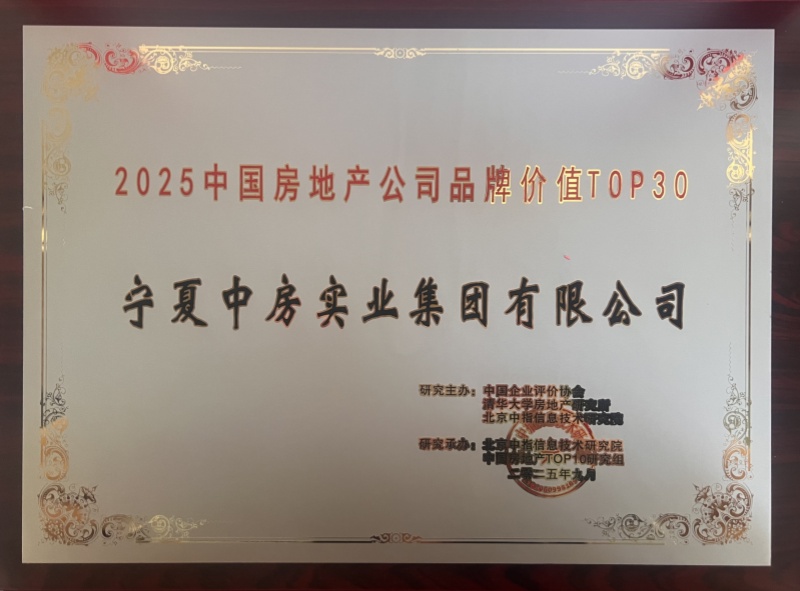 2025中国房地产公司品牌价值TOP30
宁夏中房实业集团有限公司
研究主办：中国企业评价协会
清华大学房地产研究所
北京中指信息技术研究院
研究承办：北京中指信息技术研究院
中国房地产TOP10研究组
二零二五年九月